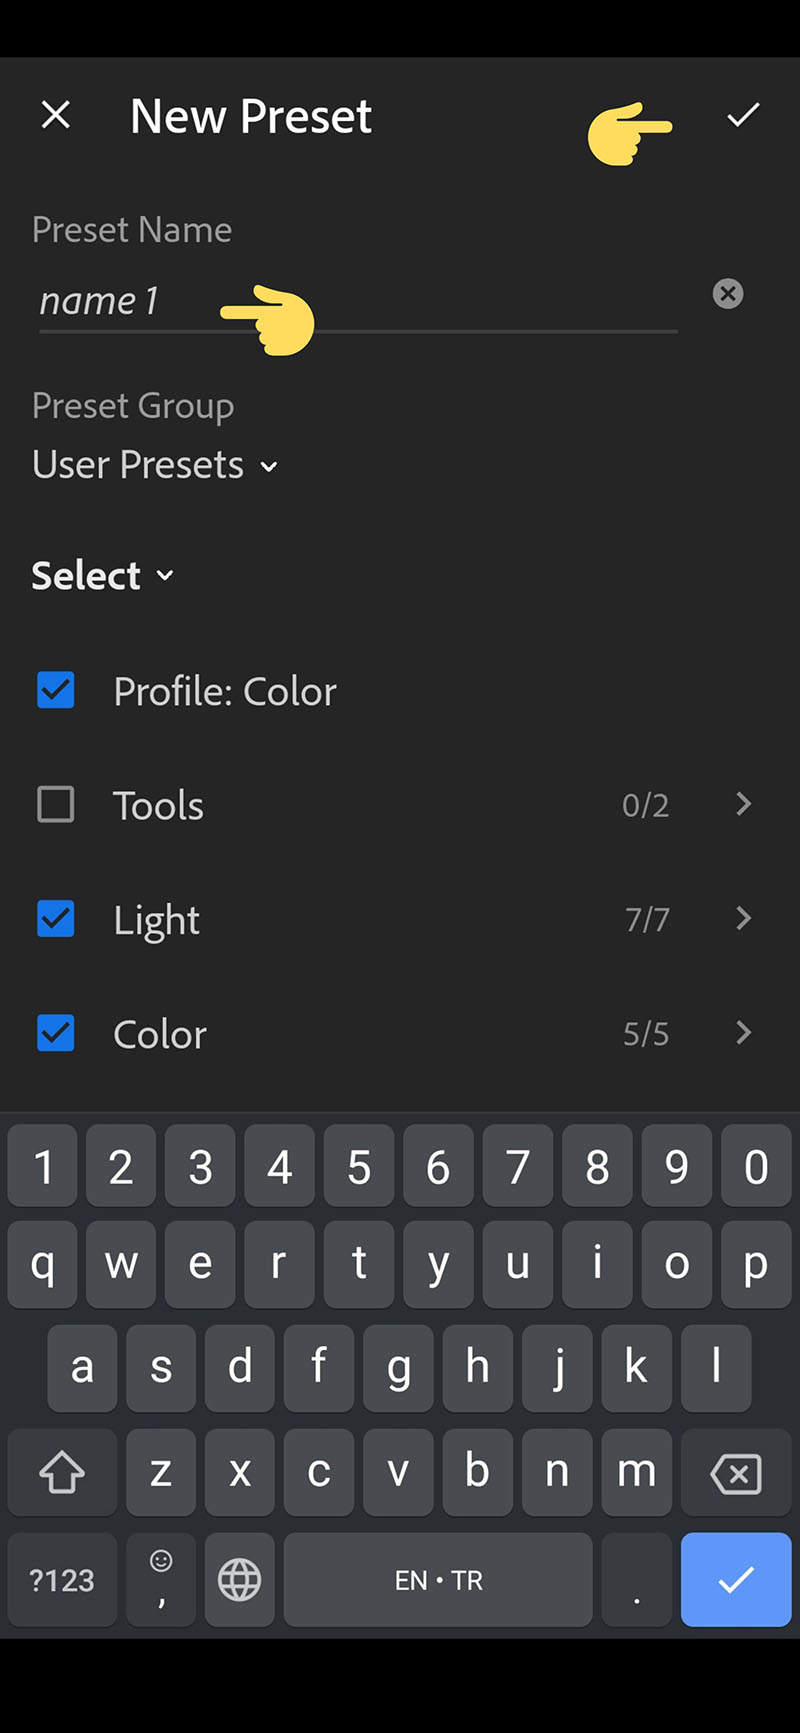 New Preset
Preset Name
name 1
Preset Group
User Presets
Select
Profile: Color
Tools 0/2
Light 7/7
Color 5/5
1 2 3 4 5 6 7 8 9 0
q w e r t y u i o p
a s d f g h j k l
z x c v b n m
?123 , EN • TR .